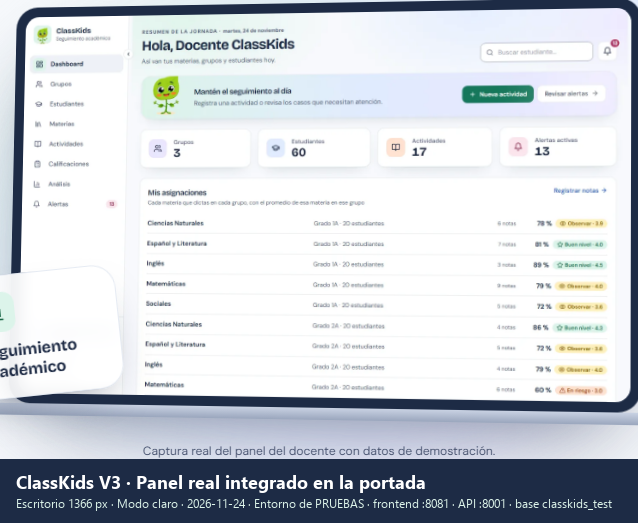 ClassKids
Seguimiento académico
Dashboard
Grupos
Estudiantes
Materias
Actividades
Calificaciones
Análisis
Alertas
13
RESUMEN DE LA JORNADA · martes, 24 de noviembre
Hola, Docente ClassKids
Así van tus materias, grupos y estudiantes hoy.
Buscar estudiante...
13
Mantén el seguimiento al día
Registra una actividad o revisa los casos que necesitan atención.
+ Nueva actividad
Revisar alertas →
Grupos
3
Estudiantes
60
Actividades
17
Alertas activas
13
Mis asignaciones
Cada materia que dictas en cada grupo, con el promedio de esa materia en ese grupo
Registrar notas →
Ciencias Naturales Grado 1A · 20 estudiantes 6 notas 78 % Observar · 3.9
Español y Literatura Grado 1A · 20 estudiantes 7 notas 81 % Buen nivel · 4.0
Inglés Grado 1A · 20 estudiantes notas 89 % Buen nivel · 4.5
Matemáticas Grado 1A · 20 estudiantes notas 79 % Observar · 4.0
Sociales Grado 1A · 20 estudiantes notas 72 % Observar · 3.6
Ciencias Naturales Grado 2A · 20 estudiantes 4 notas 86 % Buen nivel · 4.3
Español y Literatura Grado 2A · 20 estudiantes notas 72 % Observar · 3.6
Inglés Grado 2A · 20 estudiantes 4 notas 79 % Observar · 4.0
Matemáticas Grado 2A · 20 estudiantes notas 60 % En riesgo · 3.0
guimiento
adémico
Captura real del panel del docente con datos de demostración.
ClassKids V3 · Panel real integrado en la portada
Escritorio 1366 px · Modo claro · 2026-11-24 · Entorno de PRUEBAS · frontend :8081 · API :8001 · base classkids_test